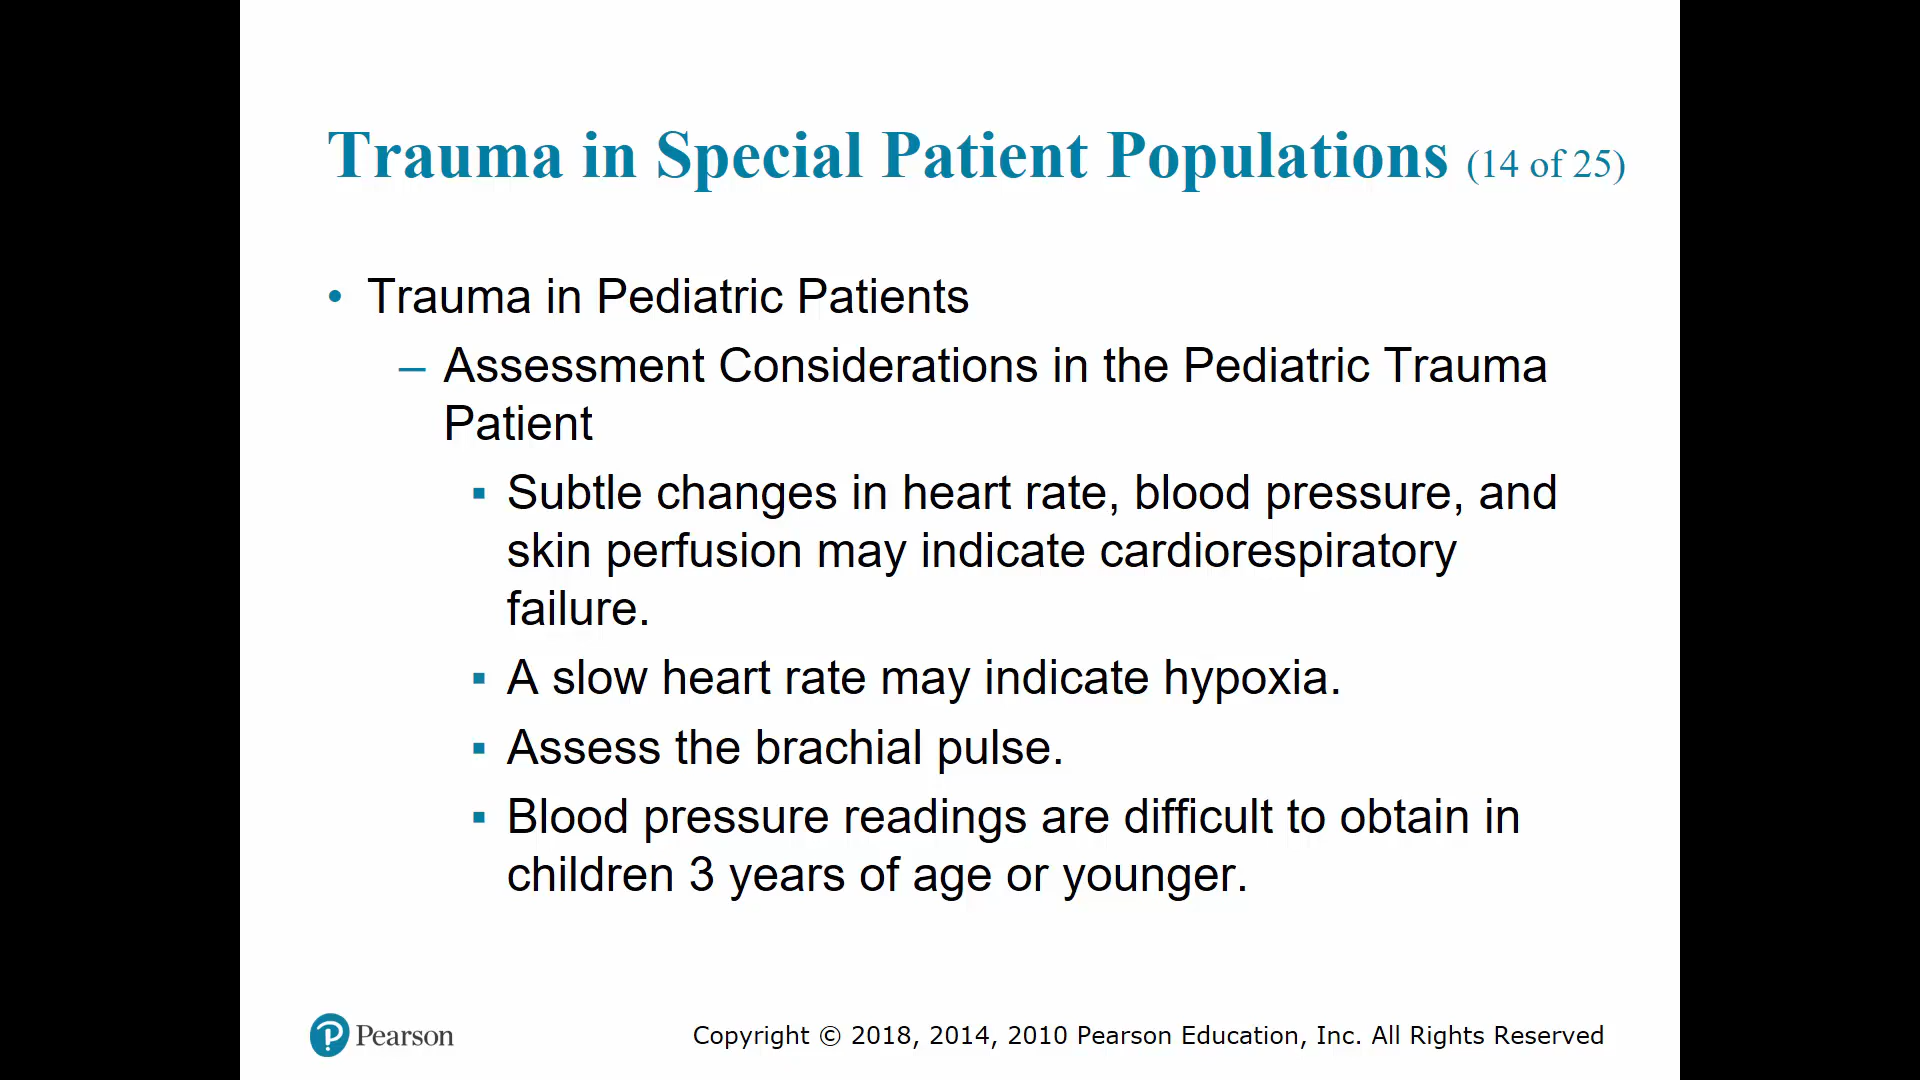 Trauma in Special Patient Populations (14 of 25)
• Trauma in Pediatric Patients
– Assessment Considerations in the Pediatric Trauma
Patient
▪ Subtle changes in heart rate, blood pressure, and
skin perfusion may indicate cardiorespiratory
failure.
▪ A slow heart rate may indicate hypoxia.
▪ Assess the brachial pulse.
▪ Blood pressure readings are difficult to obtain in
children 3 years of age or younger.
Pearson
Copyright © 2018, 2014, 2010 Pearson Education, Inc. All Rights Reserved